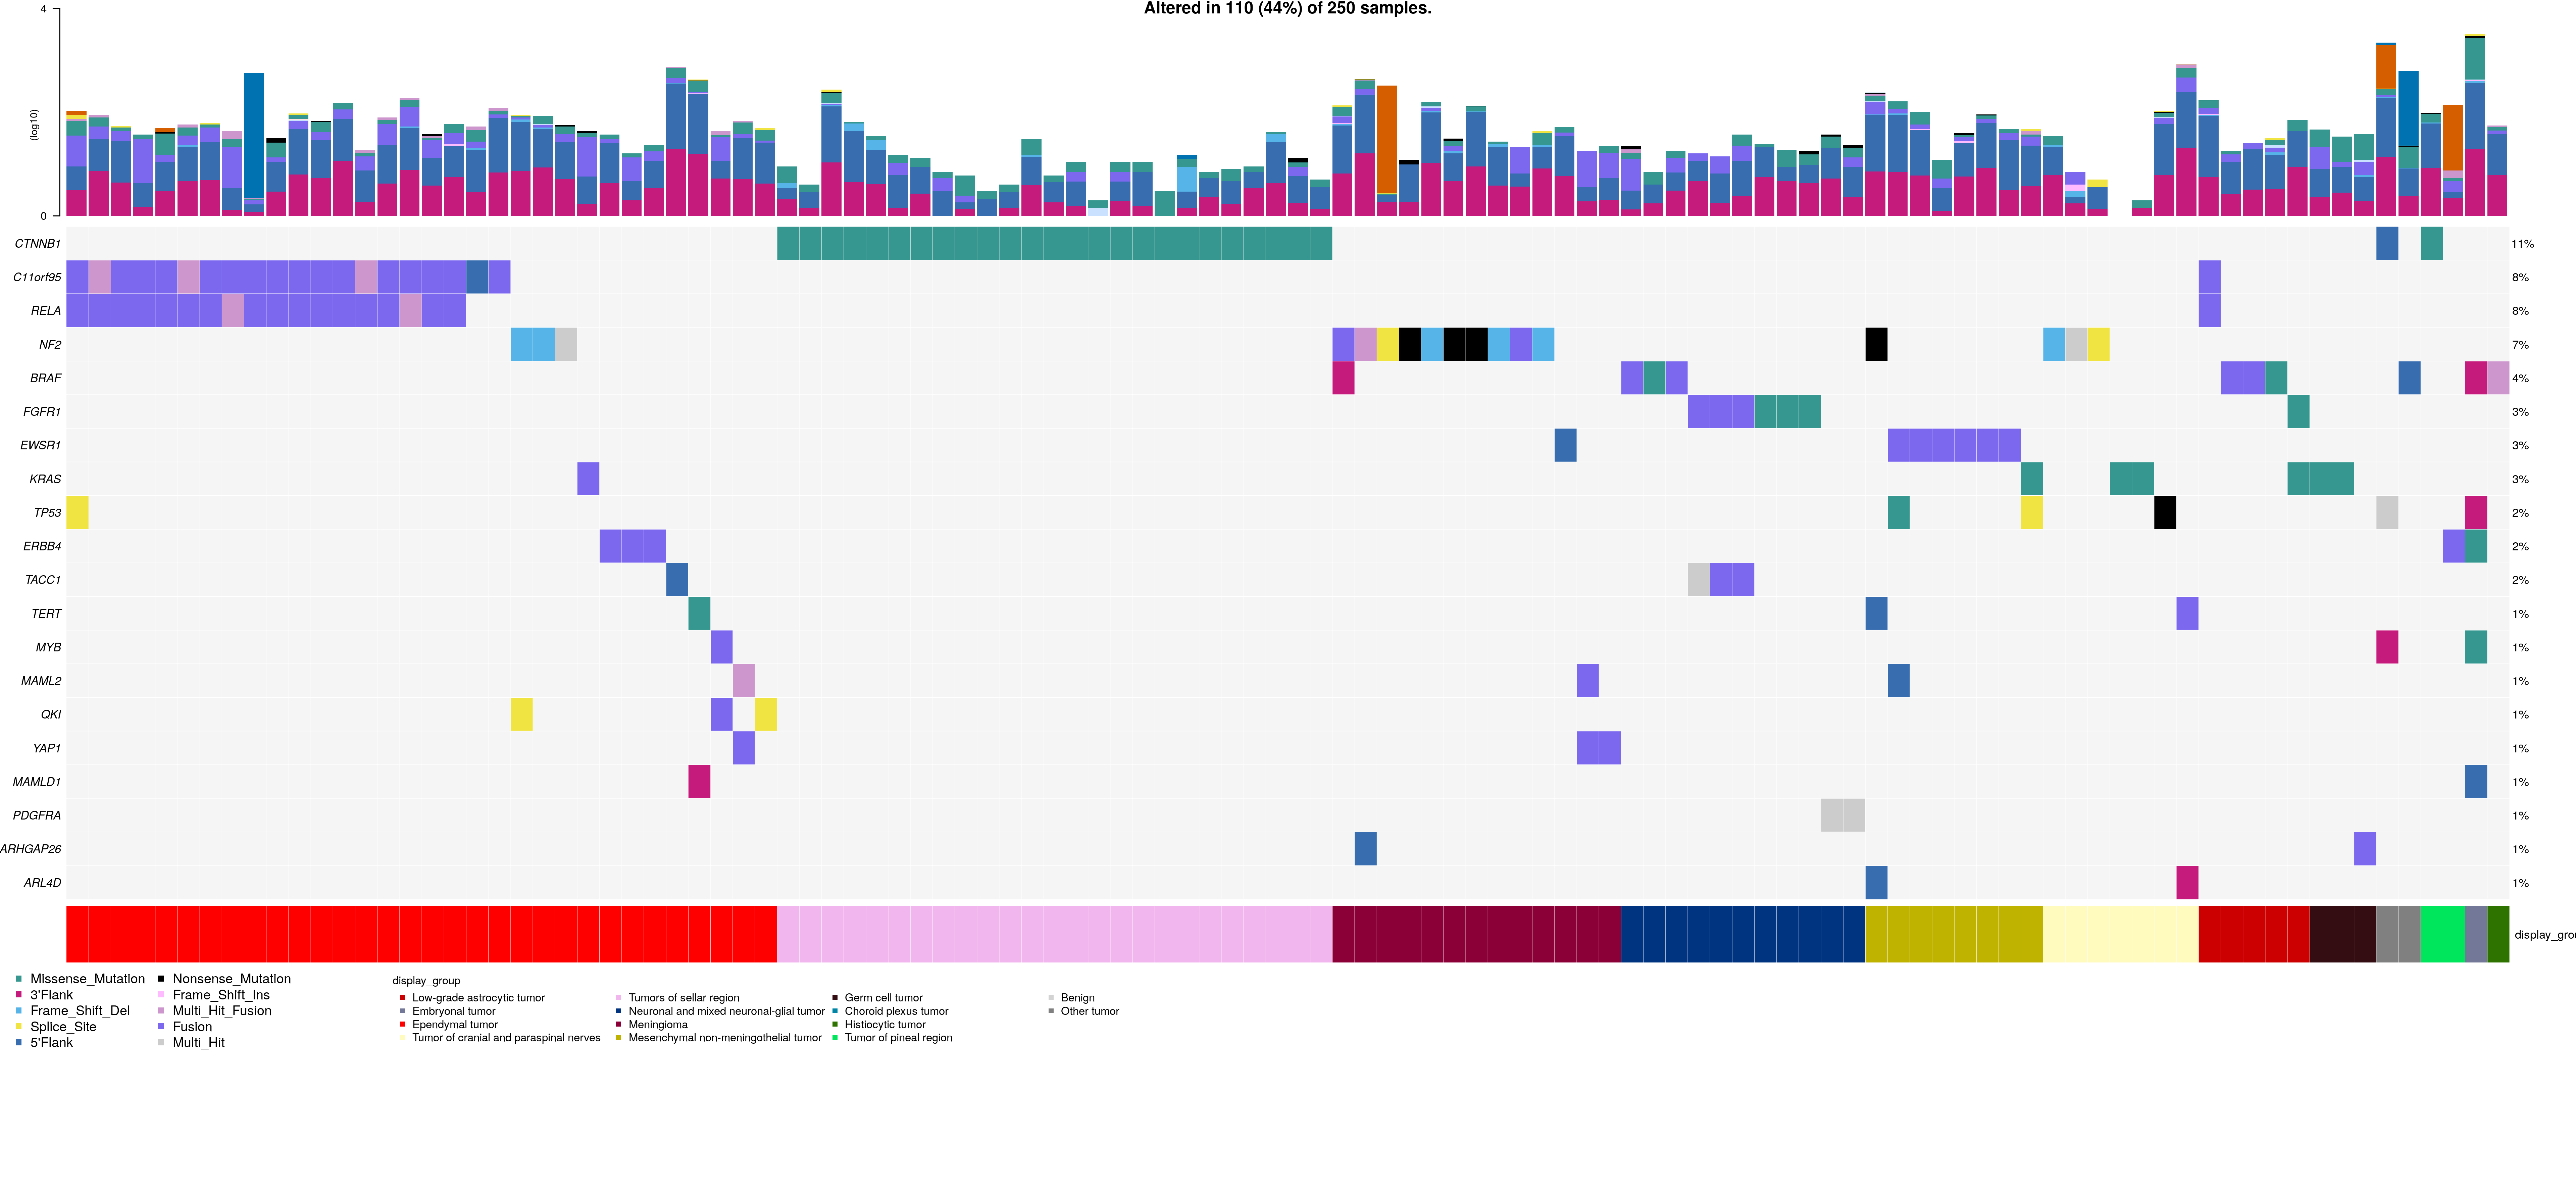 Altered in 110 (44%) of 250 samples.
4
(log10)
0
CTNNB1 11%
C11orf95 8%
RELA 8%
NF2 7%
BRAF 4%
FGFR1 3%
EWSR1 3%
KRAS 3%
TP53 2%
ERBB4 2%
TACC1 2%
TERT 1%
MYB 1%
MAML2 1%
QKI 1%
YAP1 1%
MAMLD1 1%
PDGFRA 1%
ARHGAP26 1%
ARL4D 1%
display_grou
Missense_Mutation
3'Flank
Frame_Shift_Del
Splice_Site
5'Flank
Nonsense_Mutation
Frame_Shift_Ins
Multi_Hit_Fusion
Fusion
Multi_Hit
display_group
Low-grade astrocytic tumor
Embryonal tumor
Ependymal tumor
Tumor of cranial and paraspinal nerves
Tumors of sellar region
Neuronal and mixed neuronal-glial tumor
Meningioma
Mesenchymal non-meningothelial tumor
Germ cell tumor
Choroid plexus tumor
Histiocytic tumor
Tumor of pineal region
Benign
Other tumor